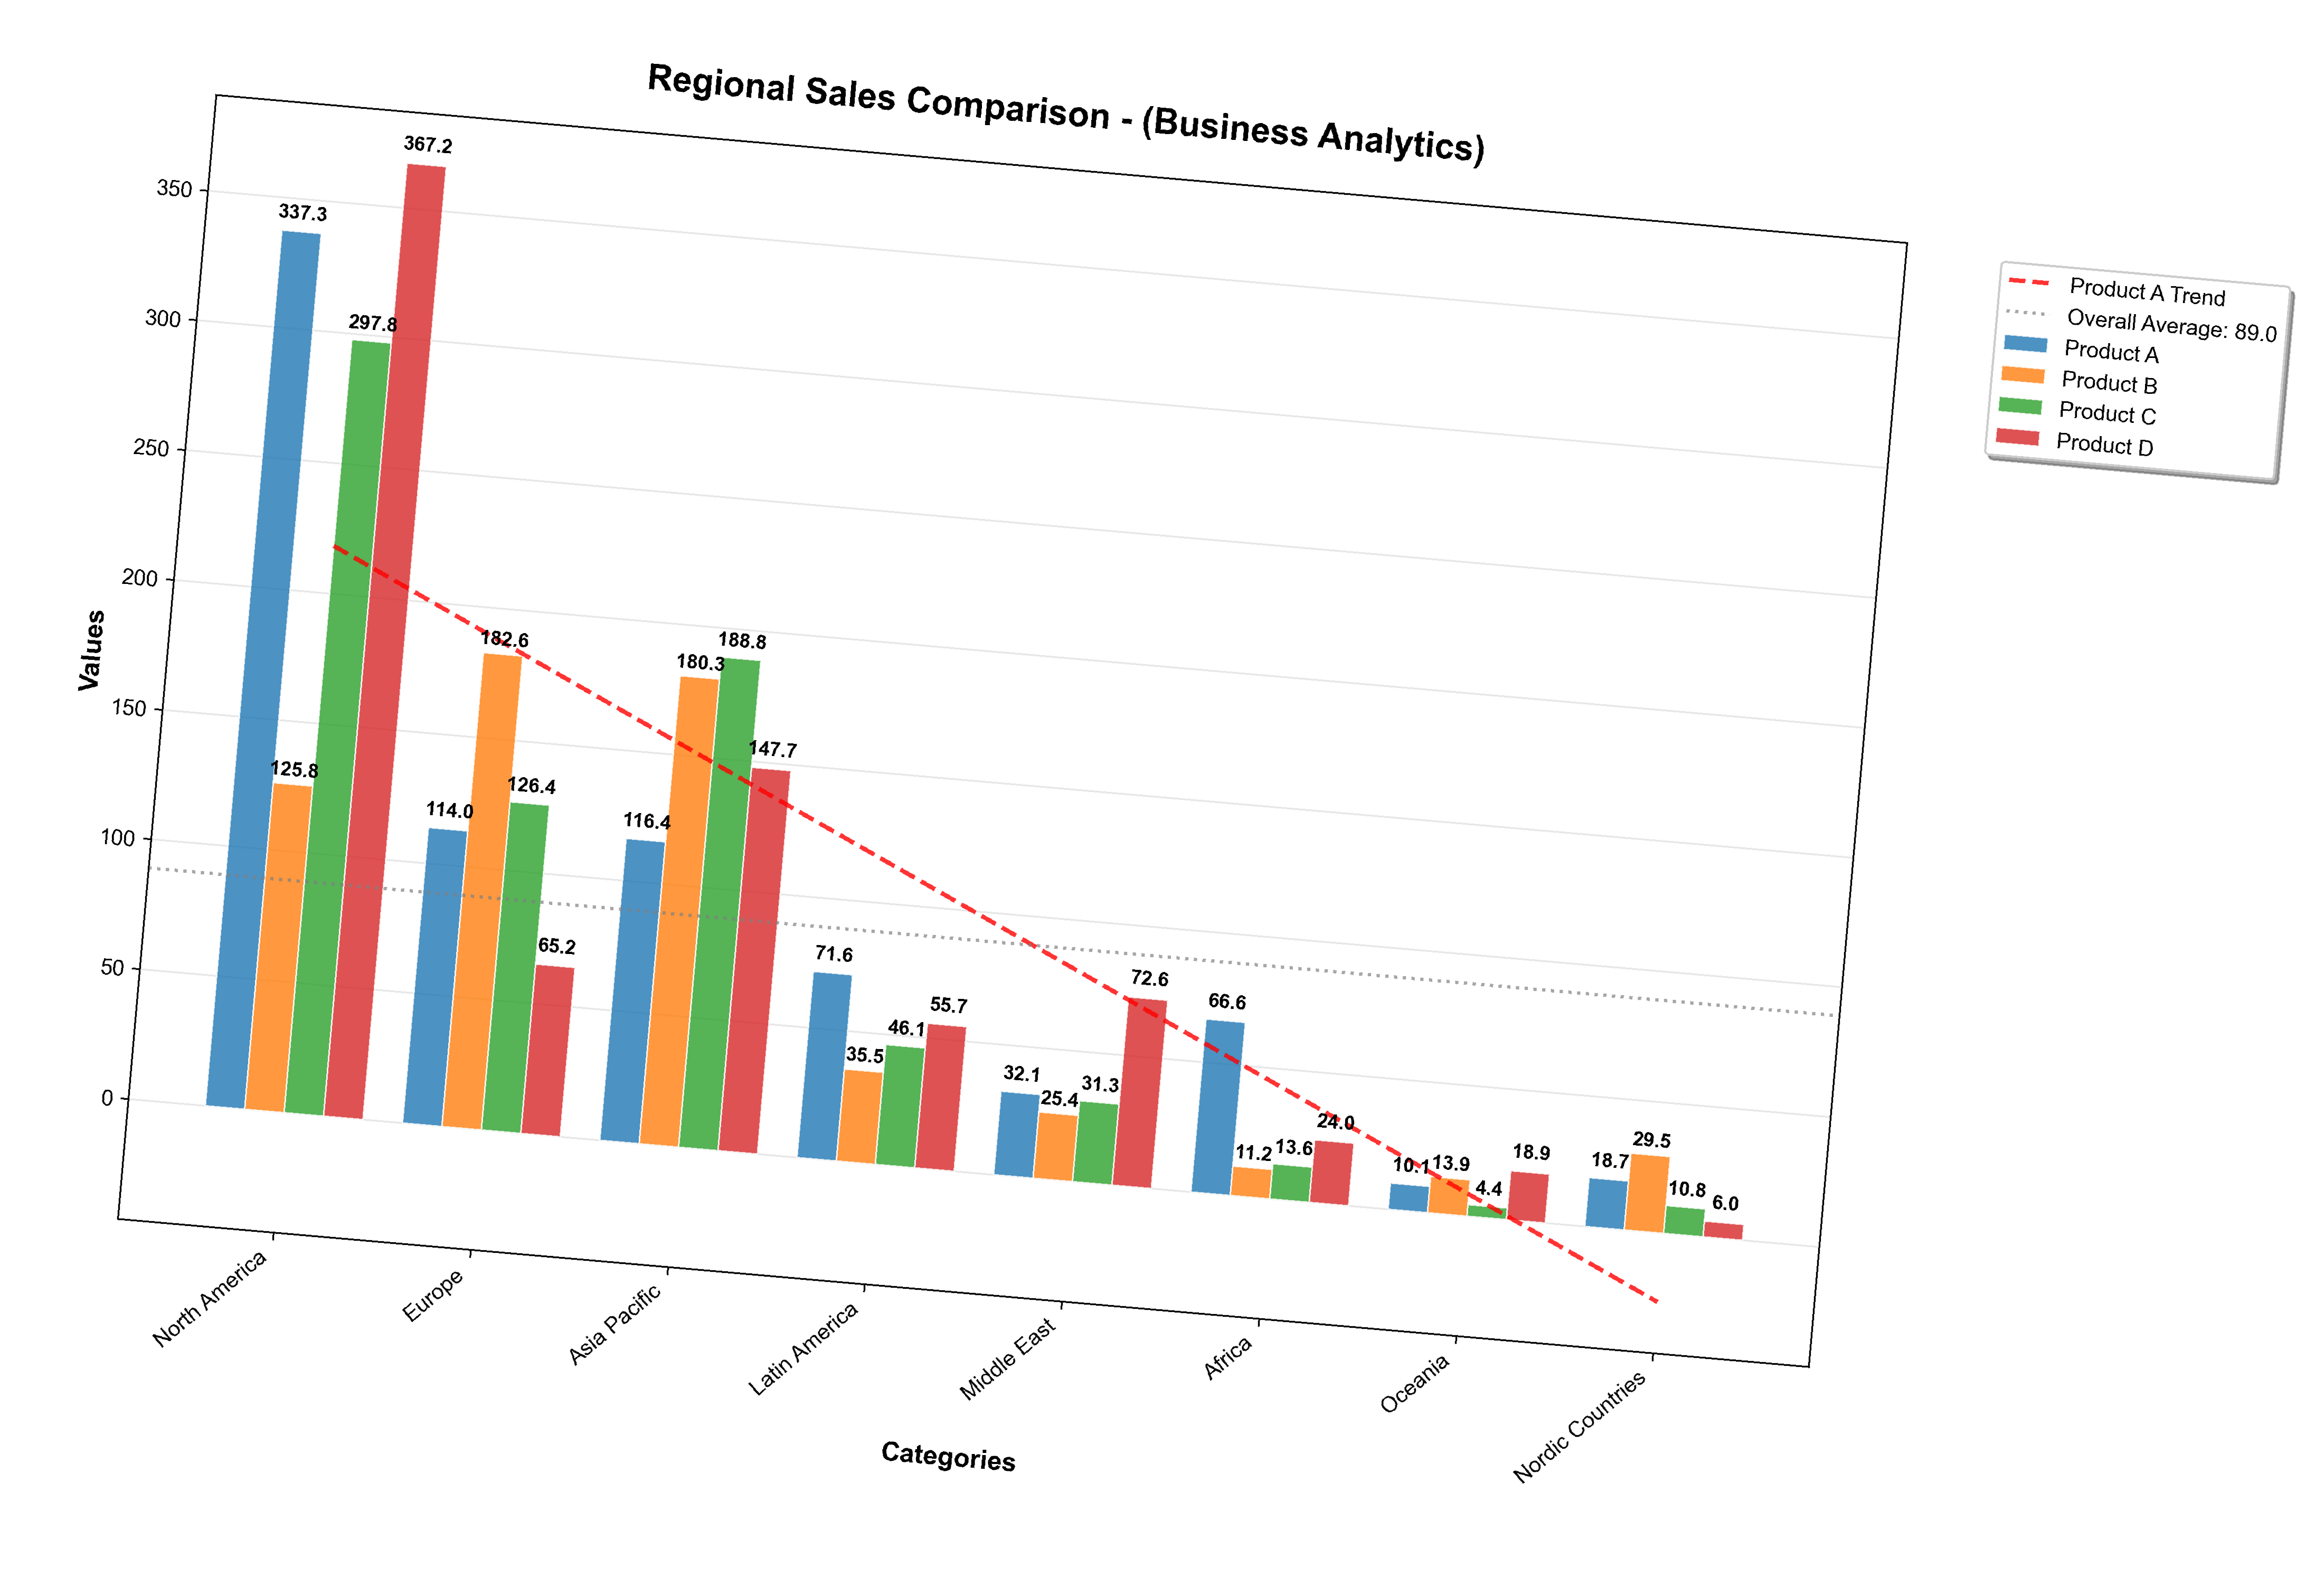 Regional Sales Comparison - (Business Analytics)
Values
350
300
250
200
150
100
50
0
337.3
125.8
297.8
367.2
114.0
182.6
126.4
65.2
116.4
180.3
188.8
147.7
71.6
35.5
46.1
55.7
32.1
25.4
31.3
72.6
66.6
11.2
13.6
24.0
10.1
13.9
4.4
18.9
18.7
29.5
10.8
6.0
North America
Europe
Asia Pacific
Latin America
Middle East
Africa
Oceania
Nordic Countries
Categories
Product A Trend
Overall Average: 89.0
Product A
Product B
Product C
Product D